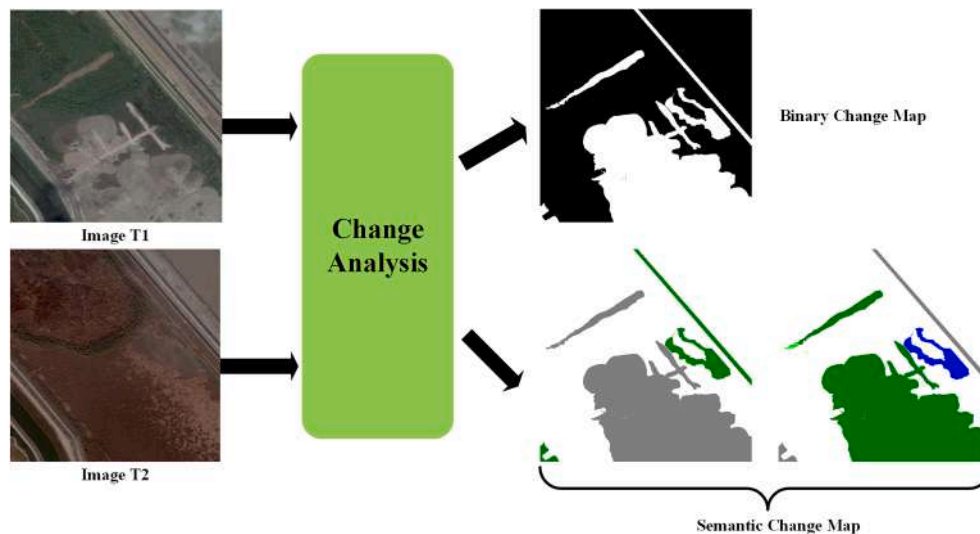 Image T1
Change
Analysis
Binary Change Map
Image T2
Semantic Change Map